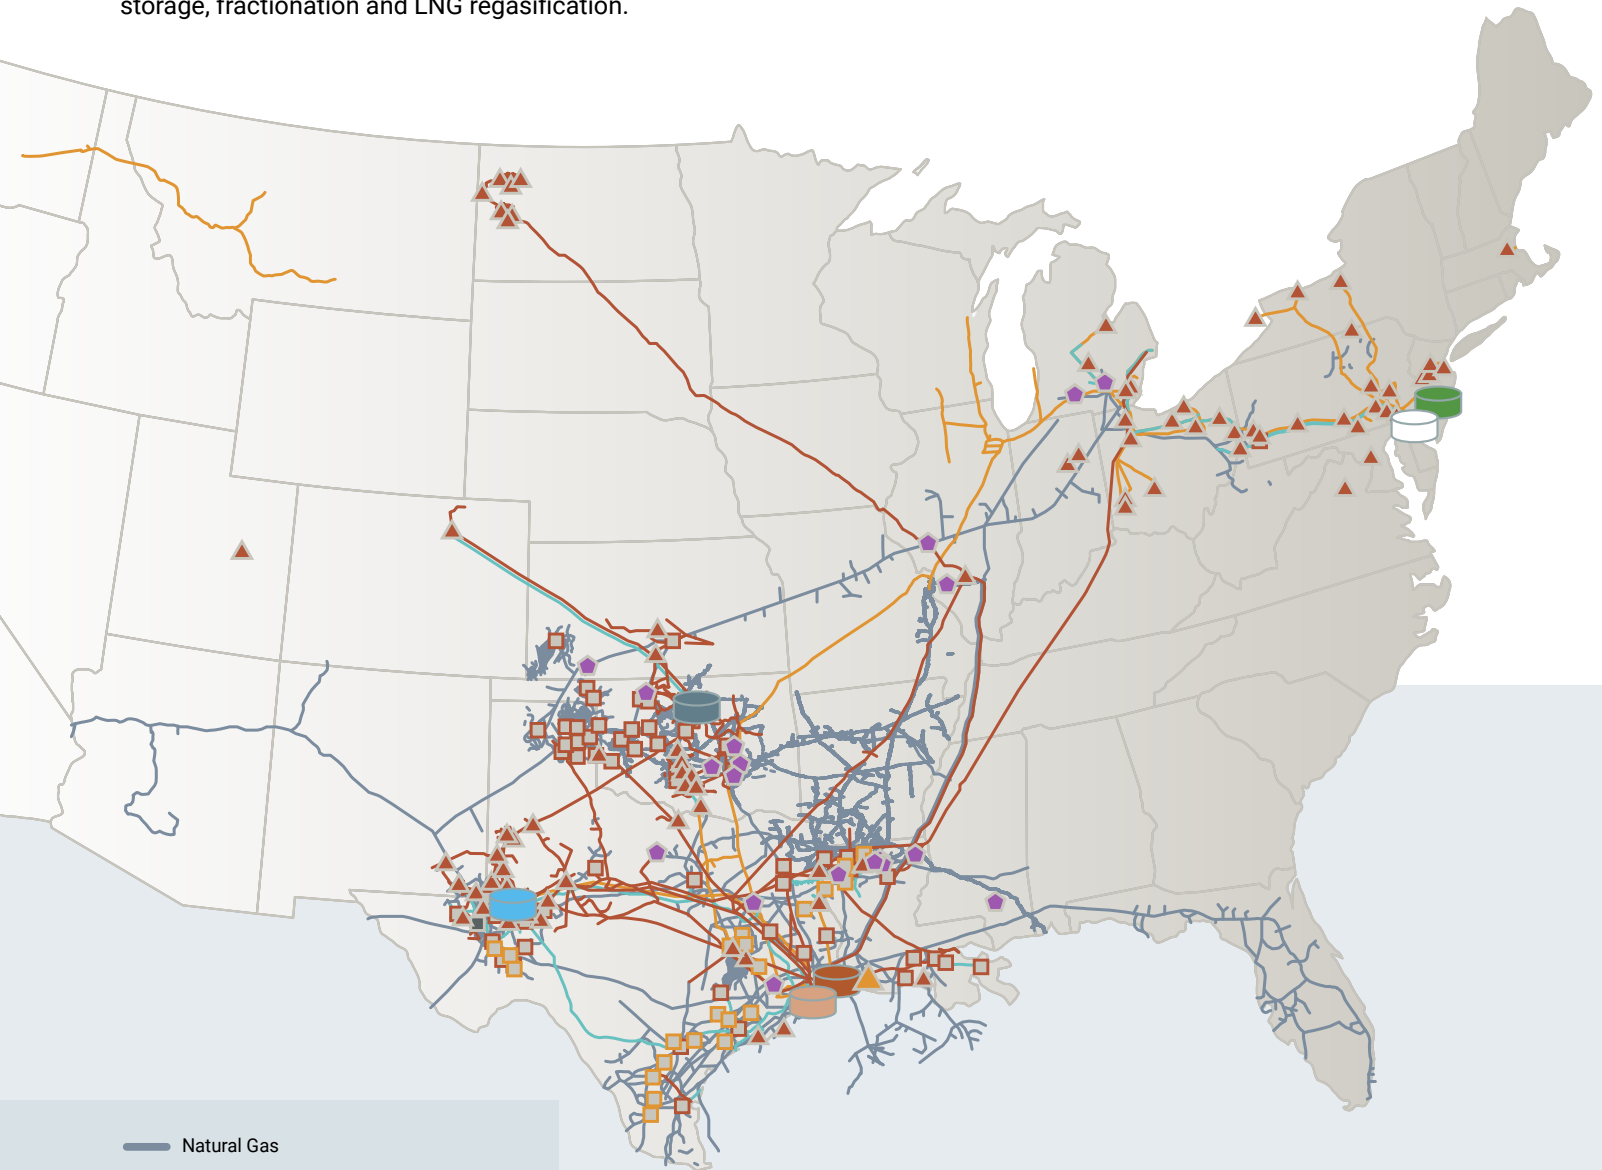 storage, fractionation and LNG regasification.
Natural Gas